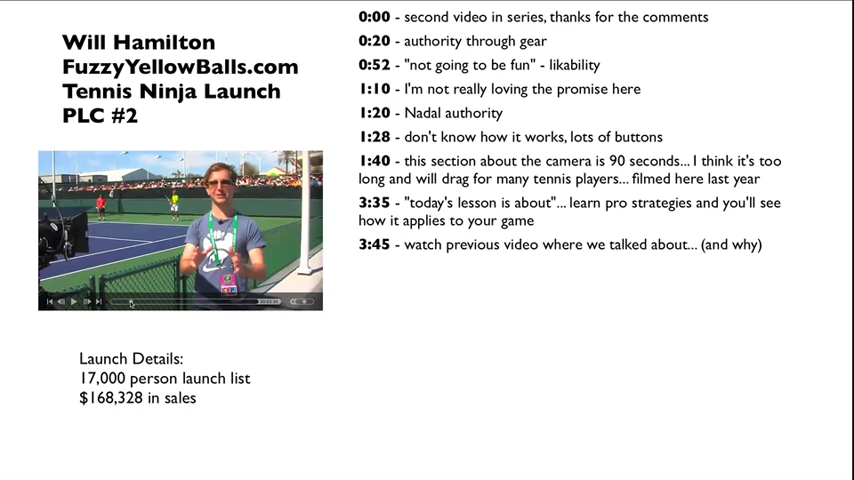 Will Hamilton
FuzzyYellowBalls.com
Tennis Ninja Launch
PLC #2
0:00 - second video in series, thanks for the comments
0:20 - authority through gear
0:52 - "not going to be fun" - likability
1:10 - I'm not really loving the promise here
1:20 - Nadal authority
1:28 - don't know how it works, lots of buttons
1:40 - this section about the camera is 90 seconds... I think it's too
long and will drag for many tennis players... filmed here last year
3:35 - "today's lesson is about"... learn pro strategies and you'll see
how it applies to your game
3:45 - watch previous video where we talked about... (and why)
Launch Details:
17,000 person launch list
$168,328 in sales